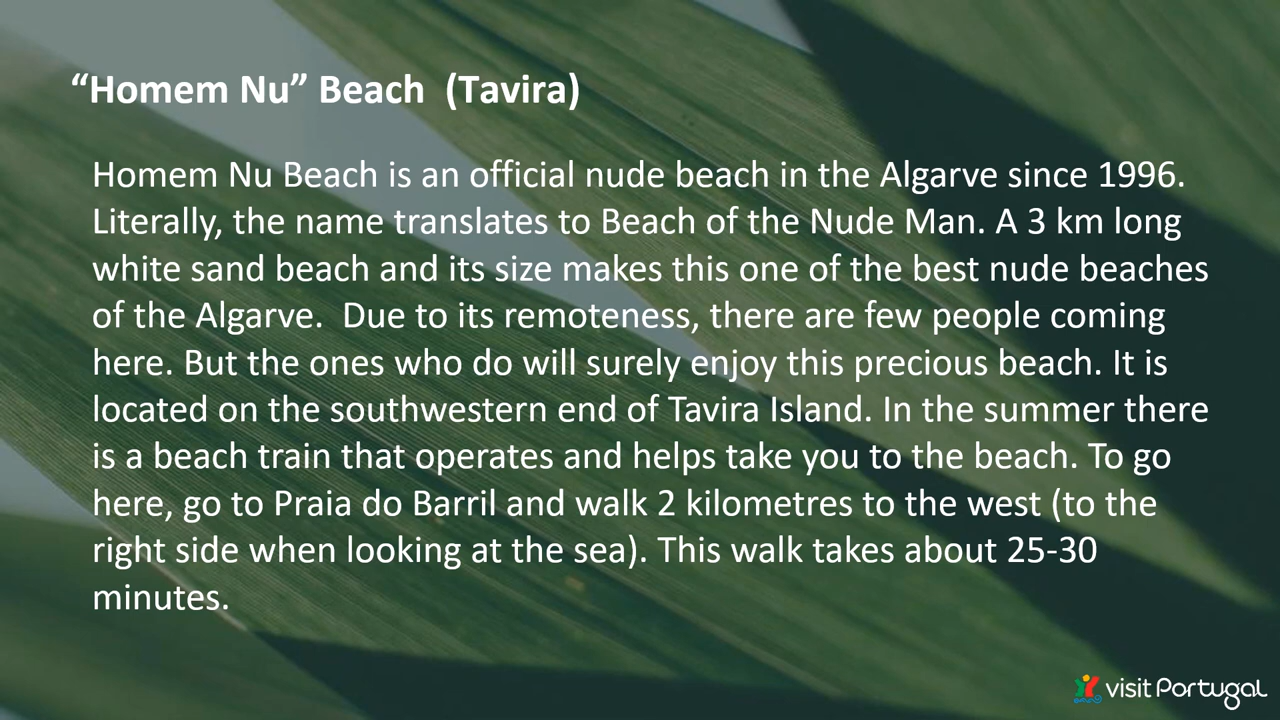 “Homem Nu” Beach  (Tavira)
Homem Nu Beach is an official nude beach in the Algarve since 1996.
Literally, the name translates to Beach of the Nude Man. A 3 km long
white sand beach and its size makes this one of the best nude beaches
of the Algarve.  Due to its remoteness, there are few people coming
here. But the ones who do will surely enjoy this precious beach. It is
located on the southwestern end of Tavira Island. In the summer there
is a beach train that operates and helps take you to the beach. To go
here, go to Praia do Barril and walk 2 kilometres to the west (to the
right side when looking at the sea). This walk takes about 25-30
minutes.
visit Portugal